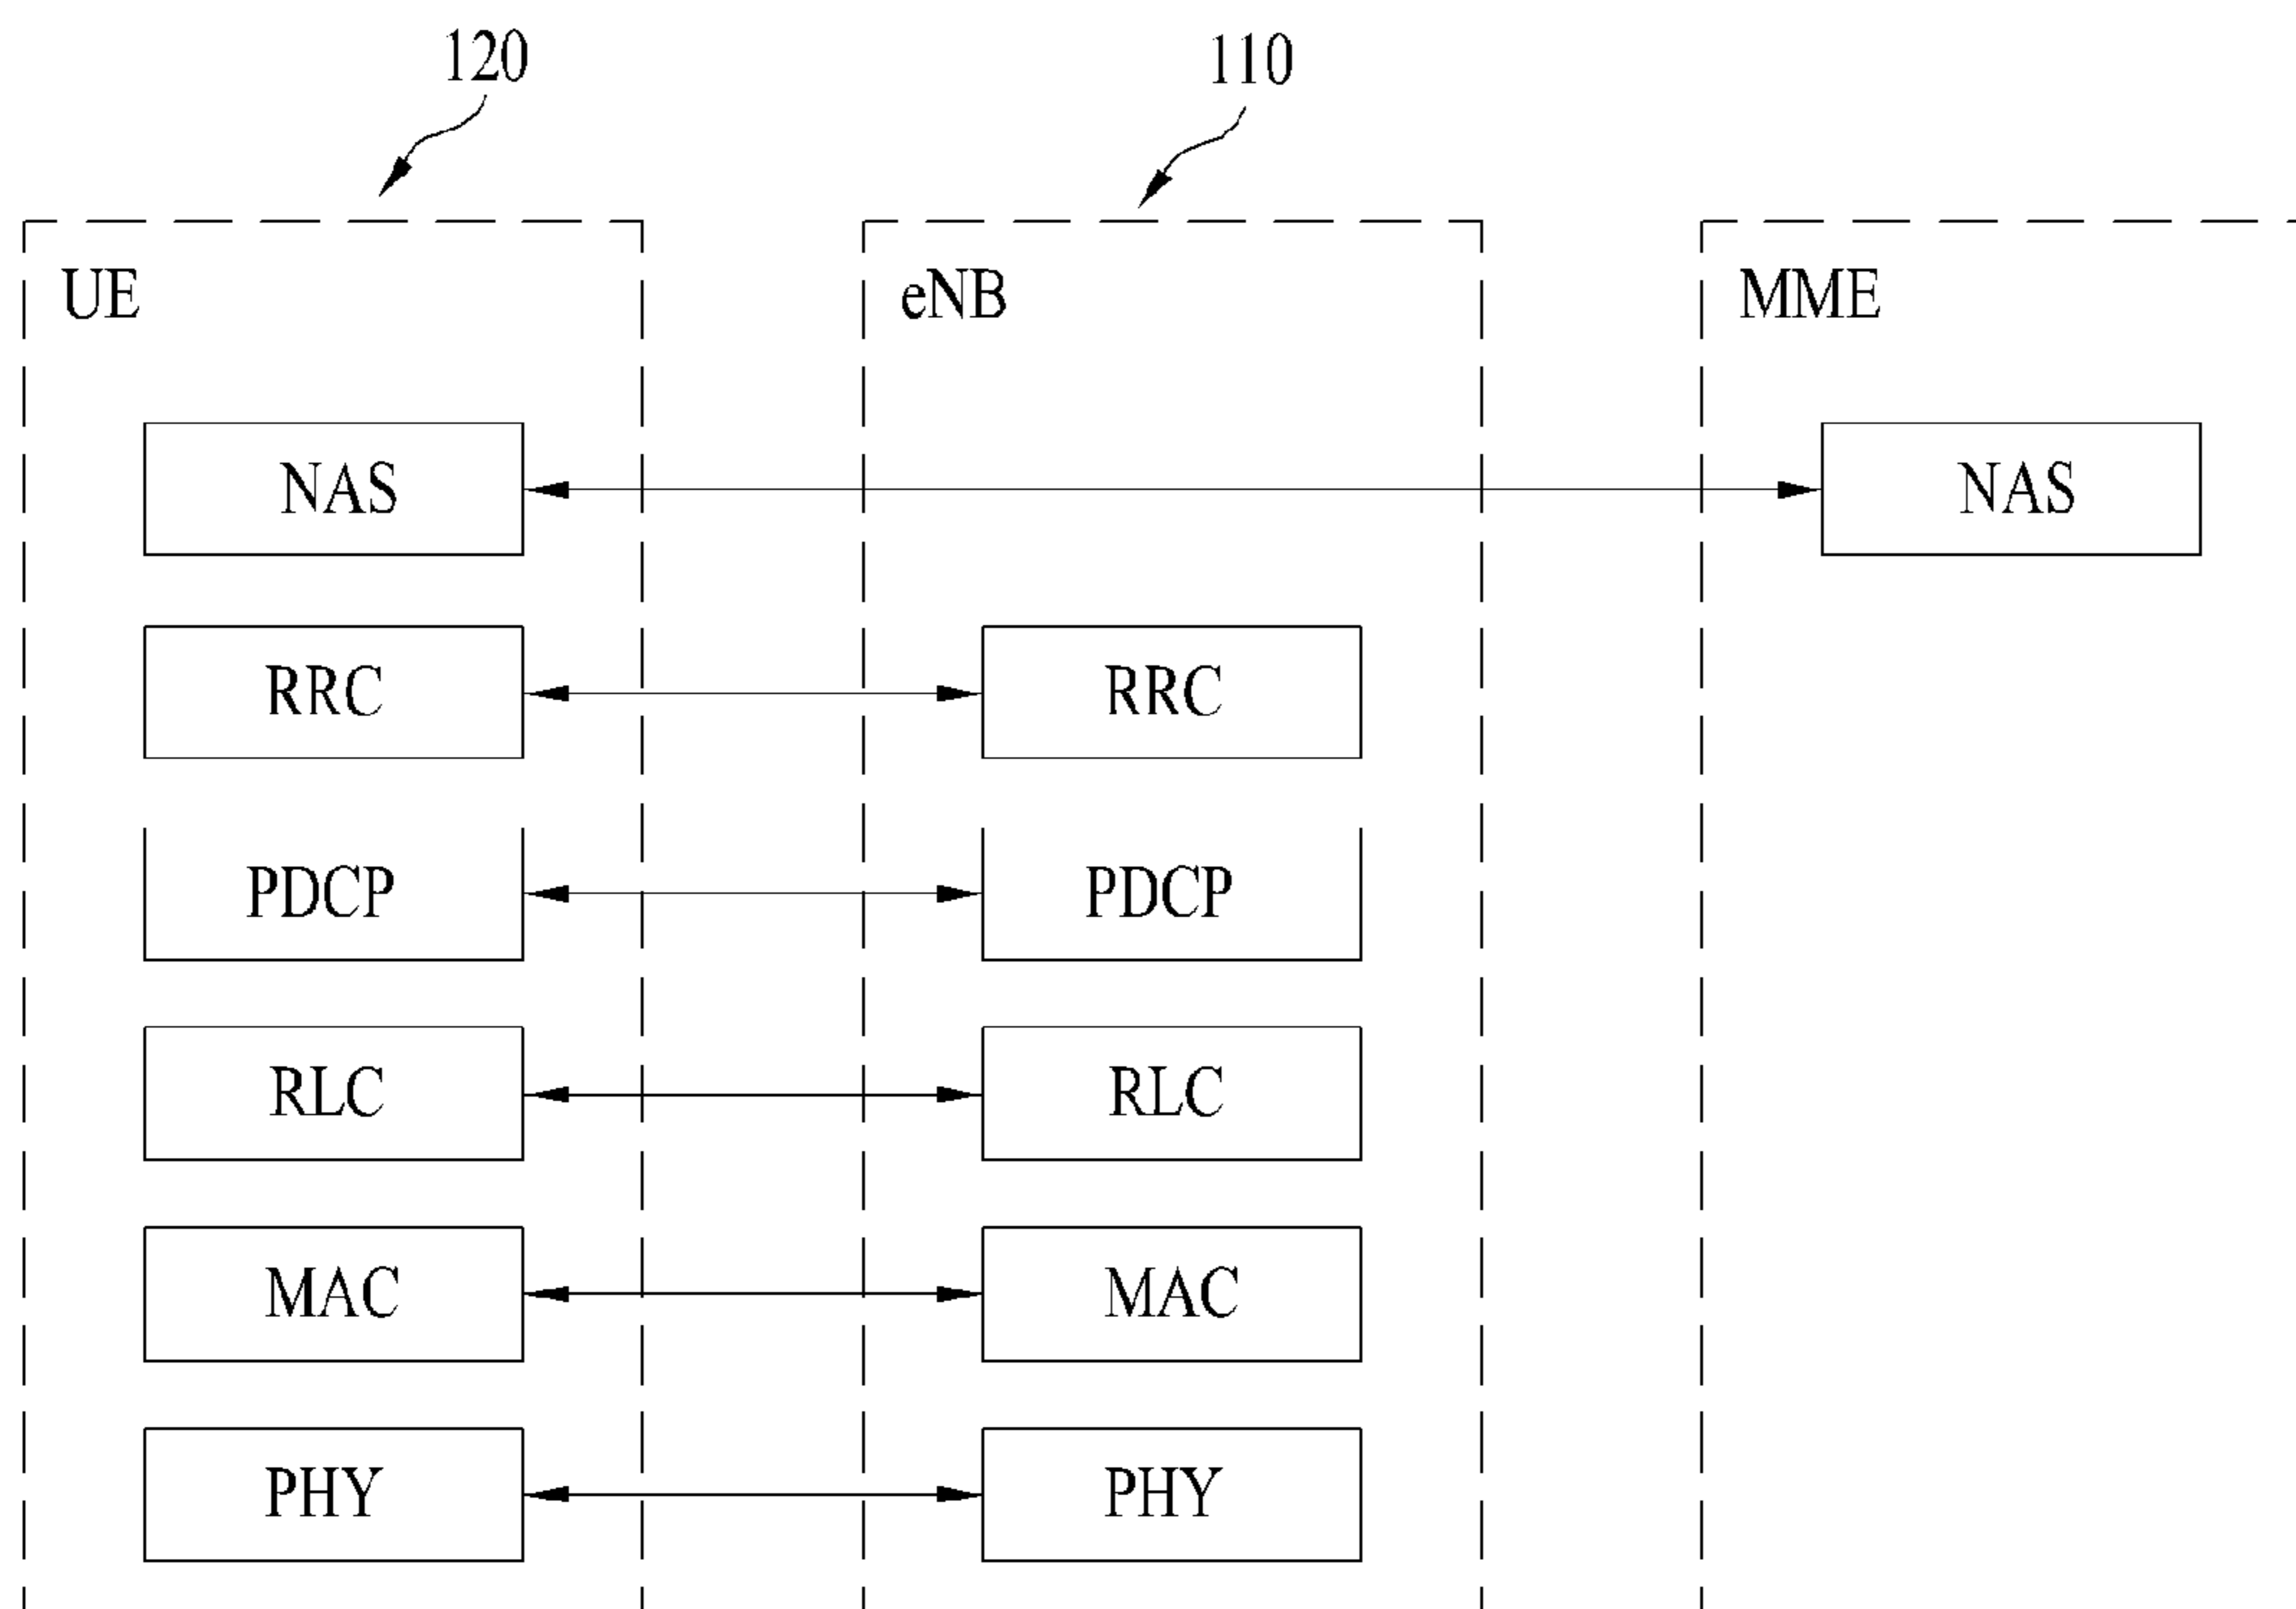 120
110
UE
eNB
MME
NAS
NAS
RRC
RRC
PDCP
PDCP
RLC
RLC
MAC
MAC
PHY
PHY